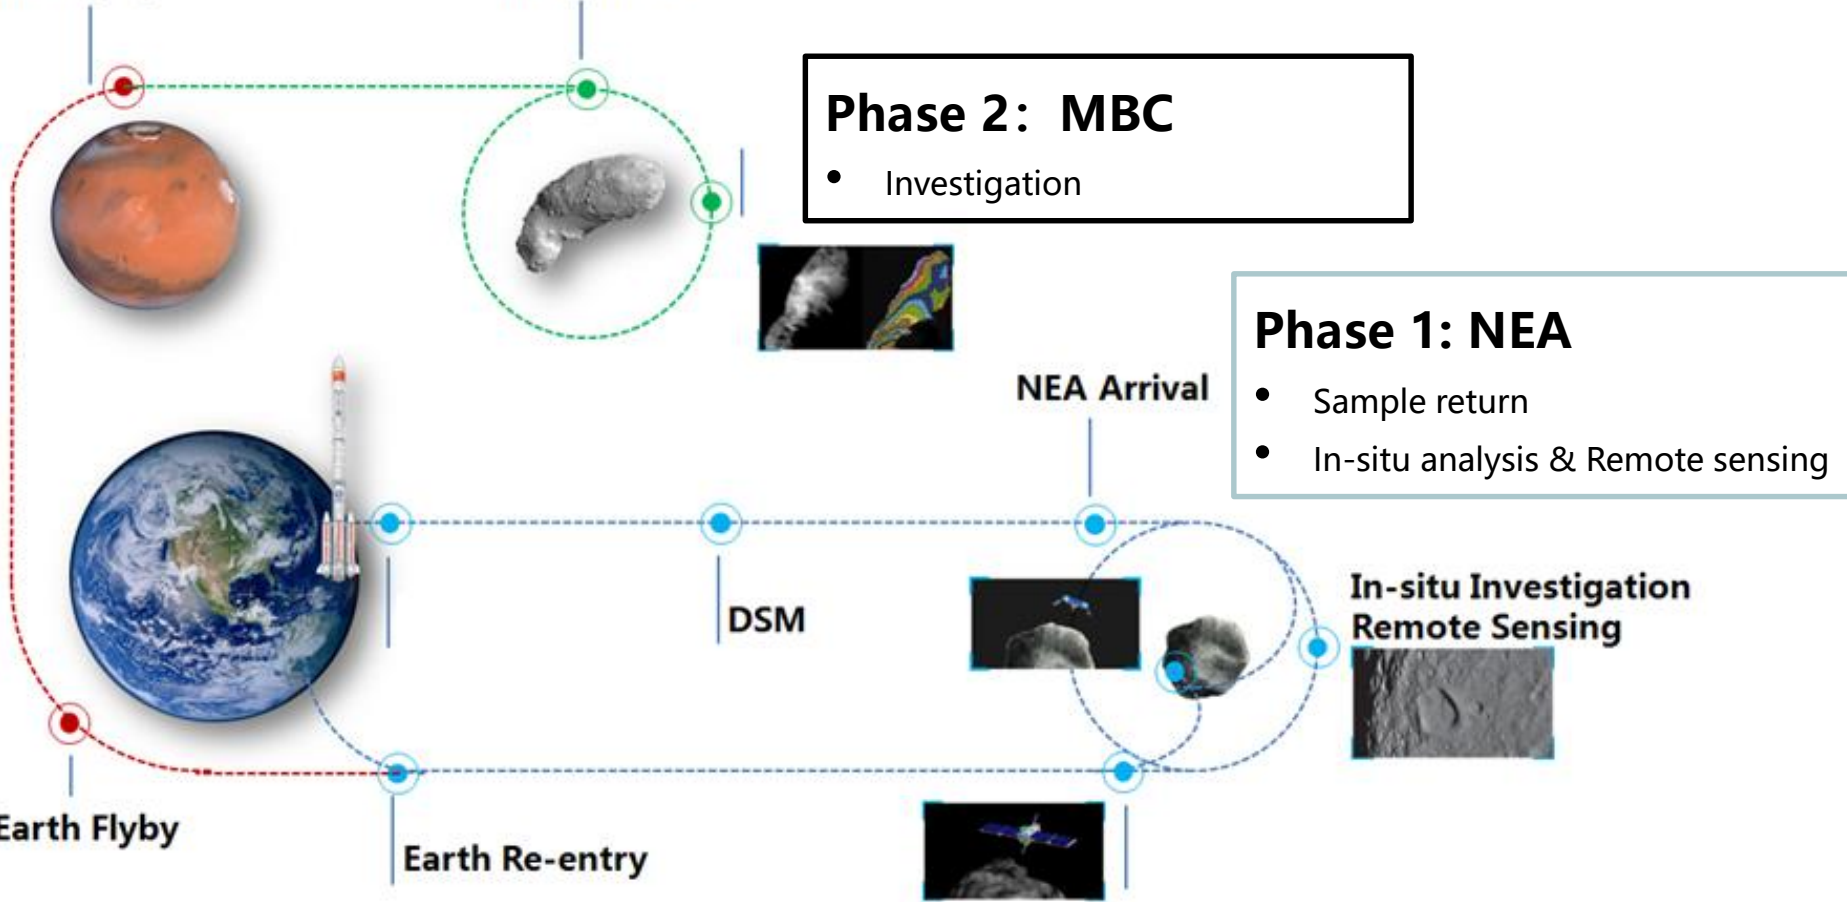 Phase 2：MBC
• Investigation
Phase 1: NEA
• Sample return
• In-situ analysis & Remote sensing
NEA Arrival
DSM
In-situ Investigation
Remote Sensing
Earth Flyby
Earth Re-entry